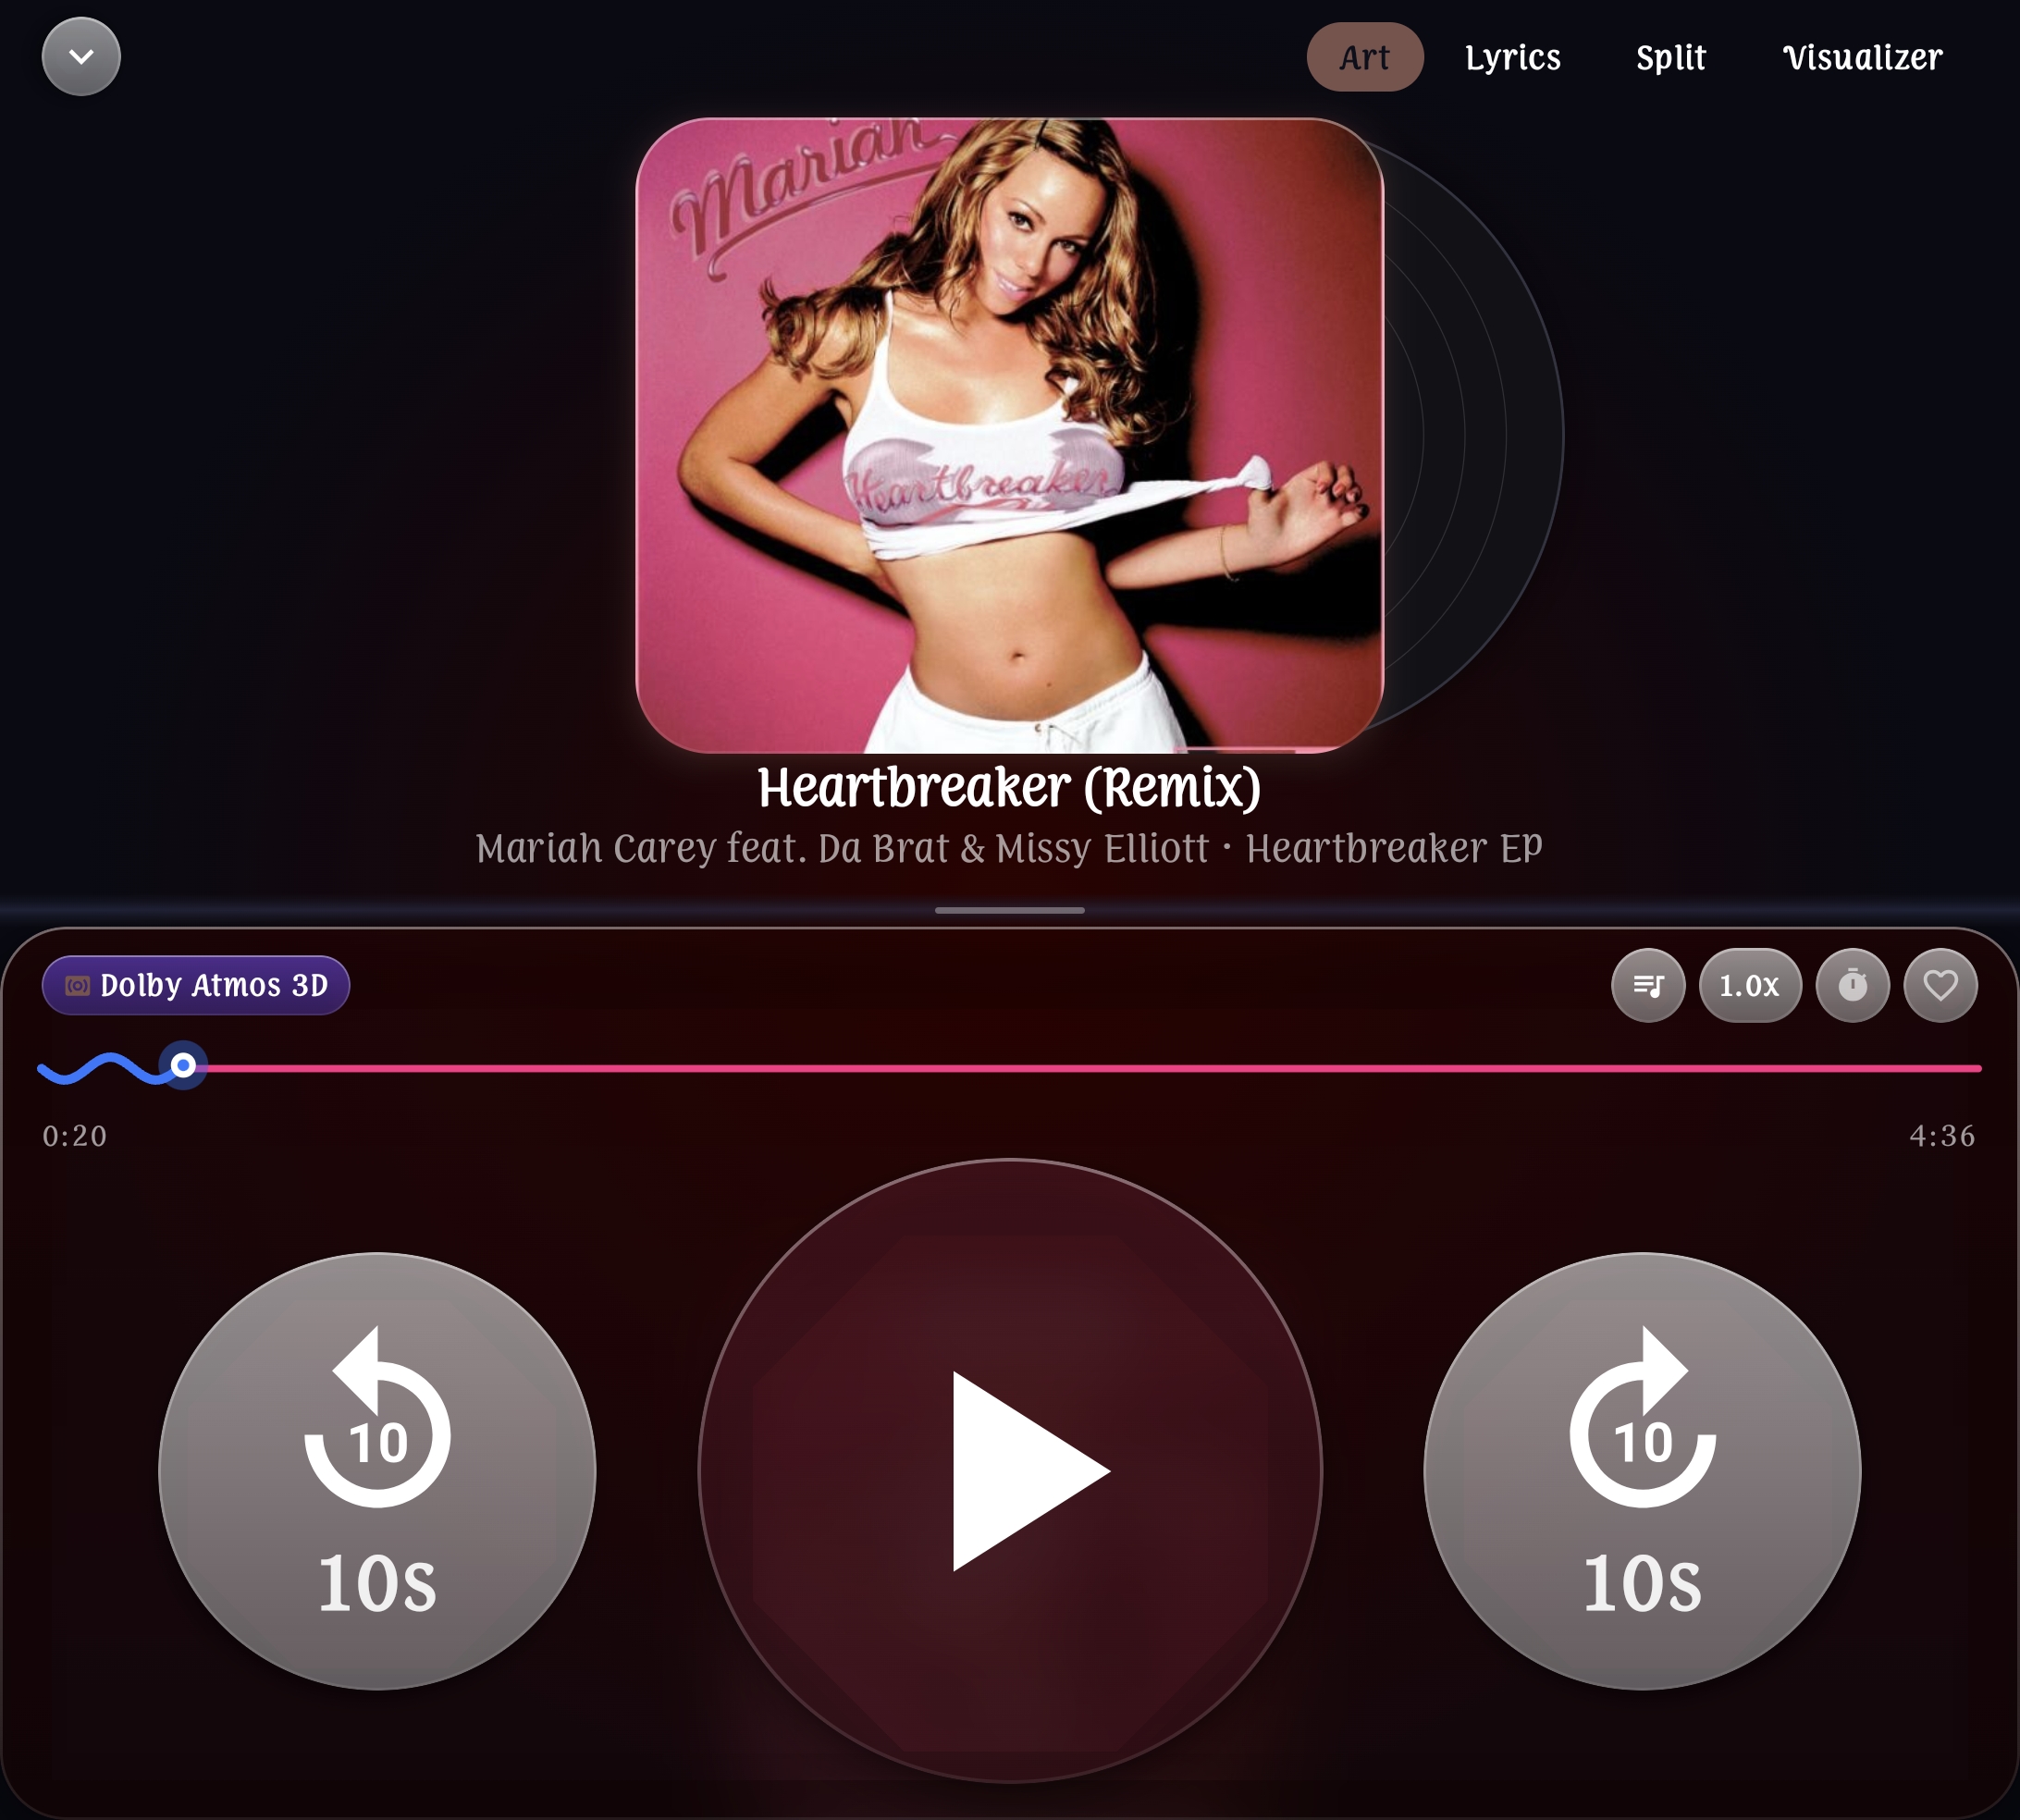 Art Lyrics Split Visualizer
Mariah
Heartbreaker
Heartbreaker (Remix)
Mariah Carey feat. Da Brat & Missy Elliott · Heartbreaker Ep
Dolby Atmos 3D 1.0x
0:20 4:36
10 10
10s 10s